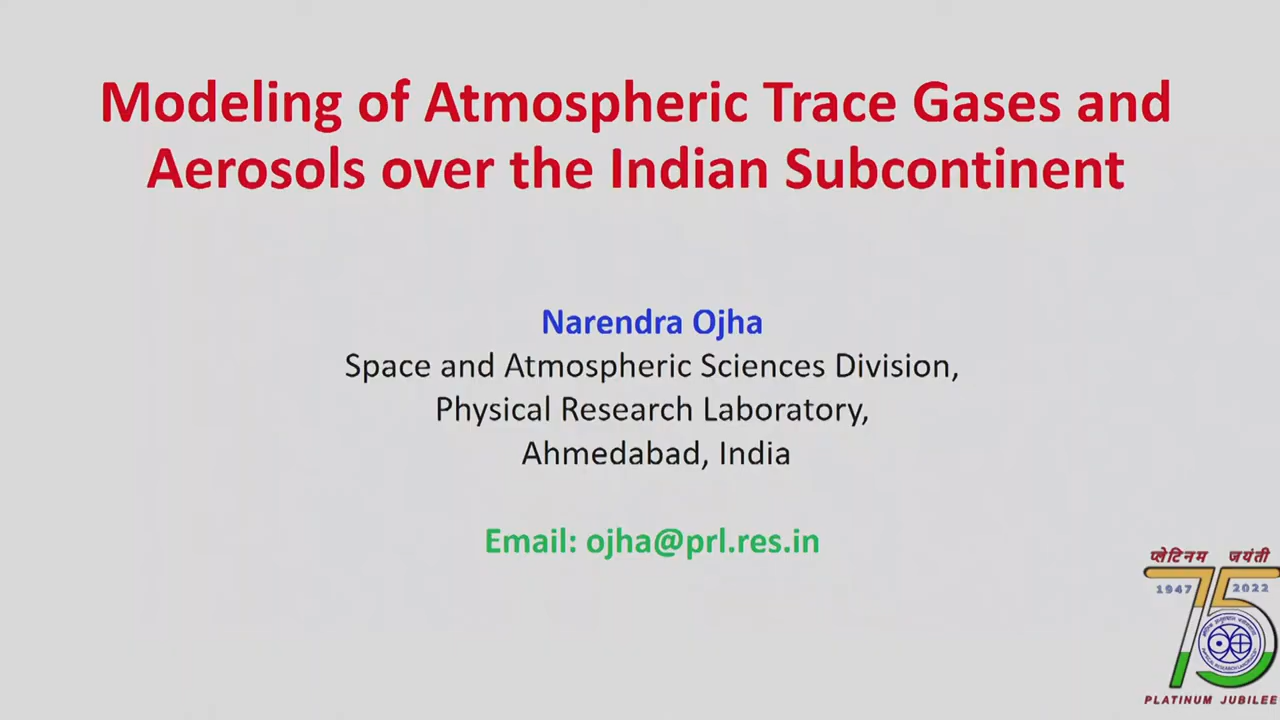 Modeling of Atmospheric Trace Gases and
Aerosols over the Indian Subcontinent
Narendra Ojha
Space and Atmospheric Sciences Division,
Physical Research Laboratory,
Ahmedabad, India
Email: ojha@prl.res.in
प्लेटिनम जयंती
1947 2022
75
PLATINUM JUBILEE